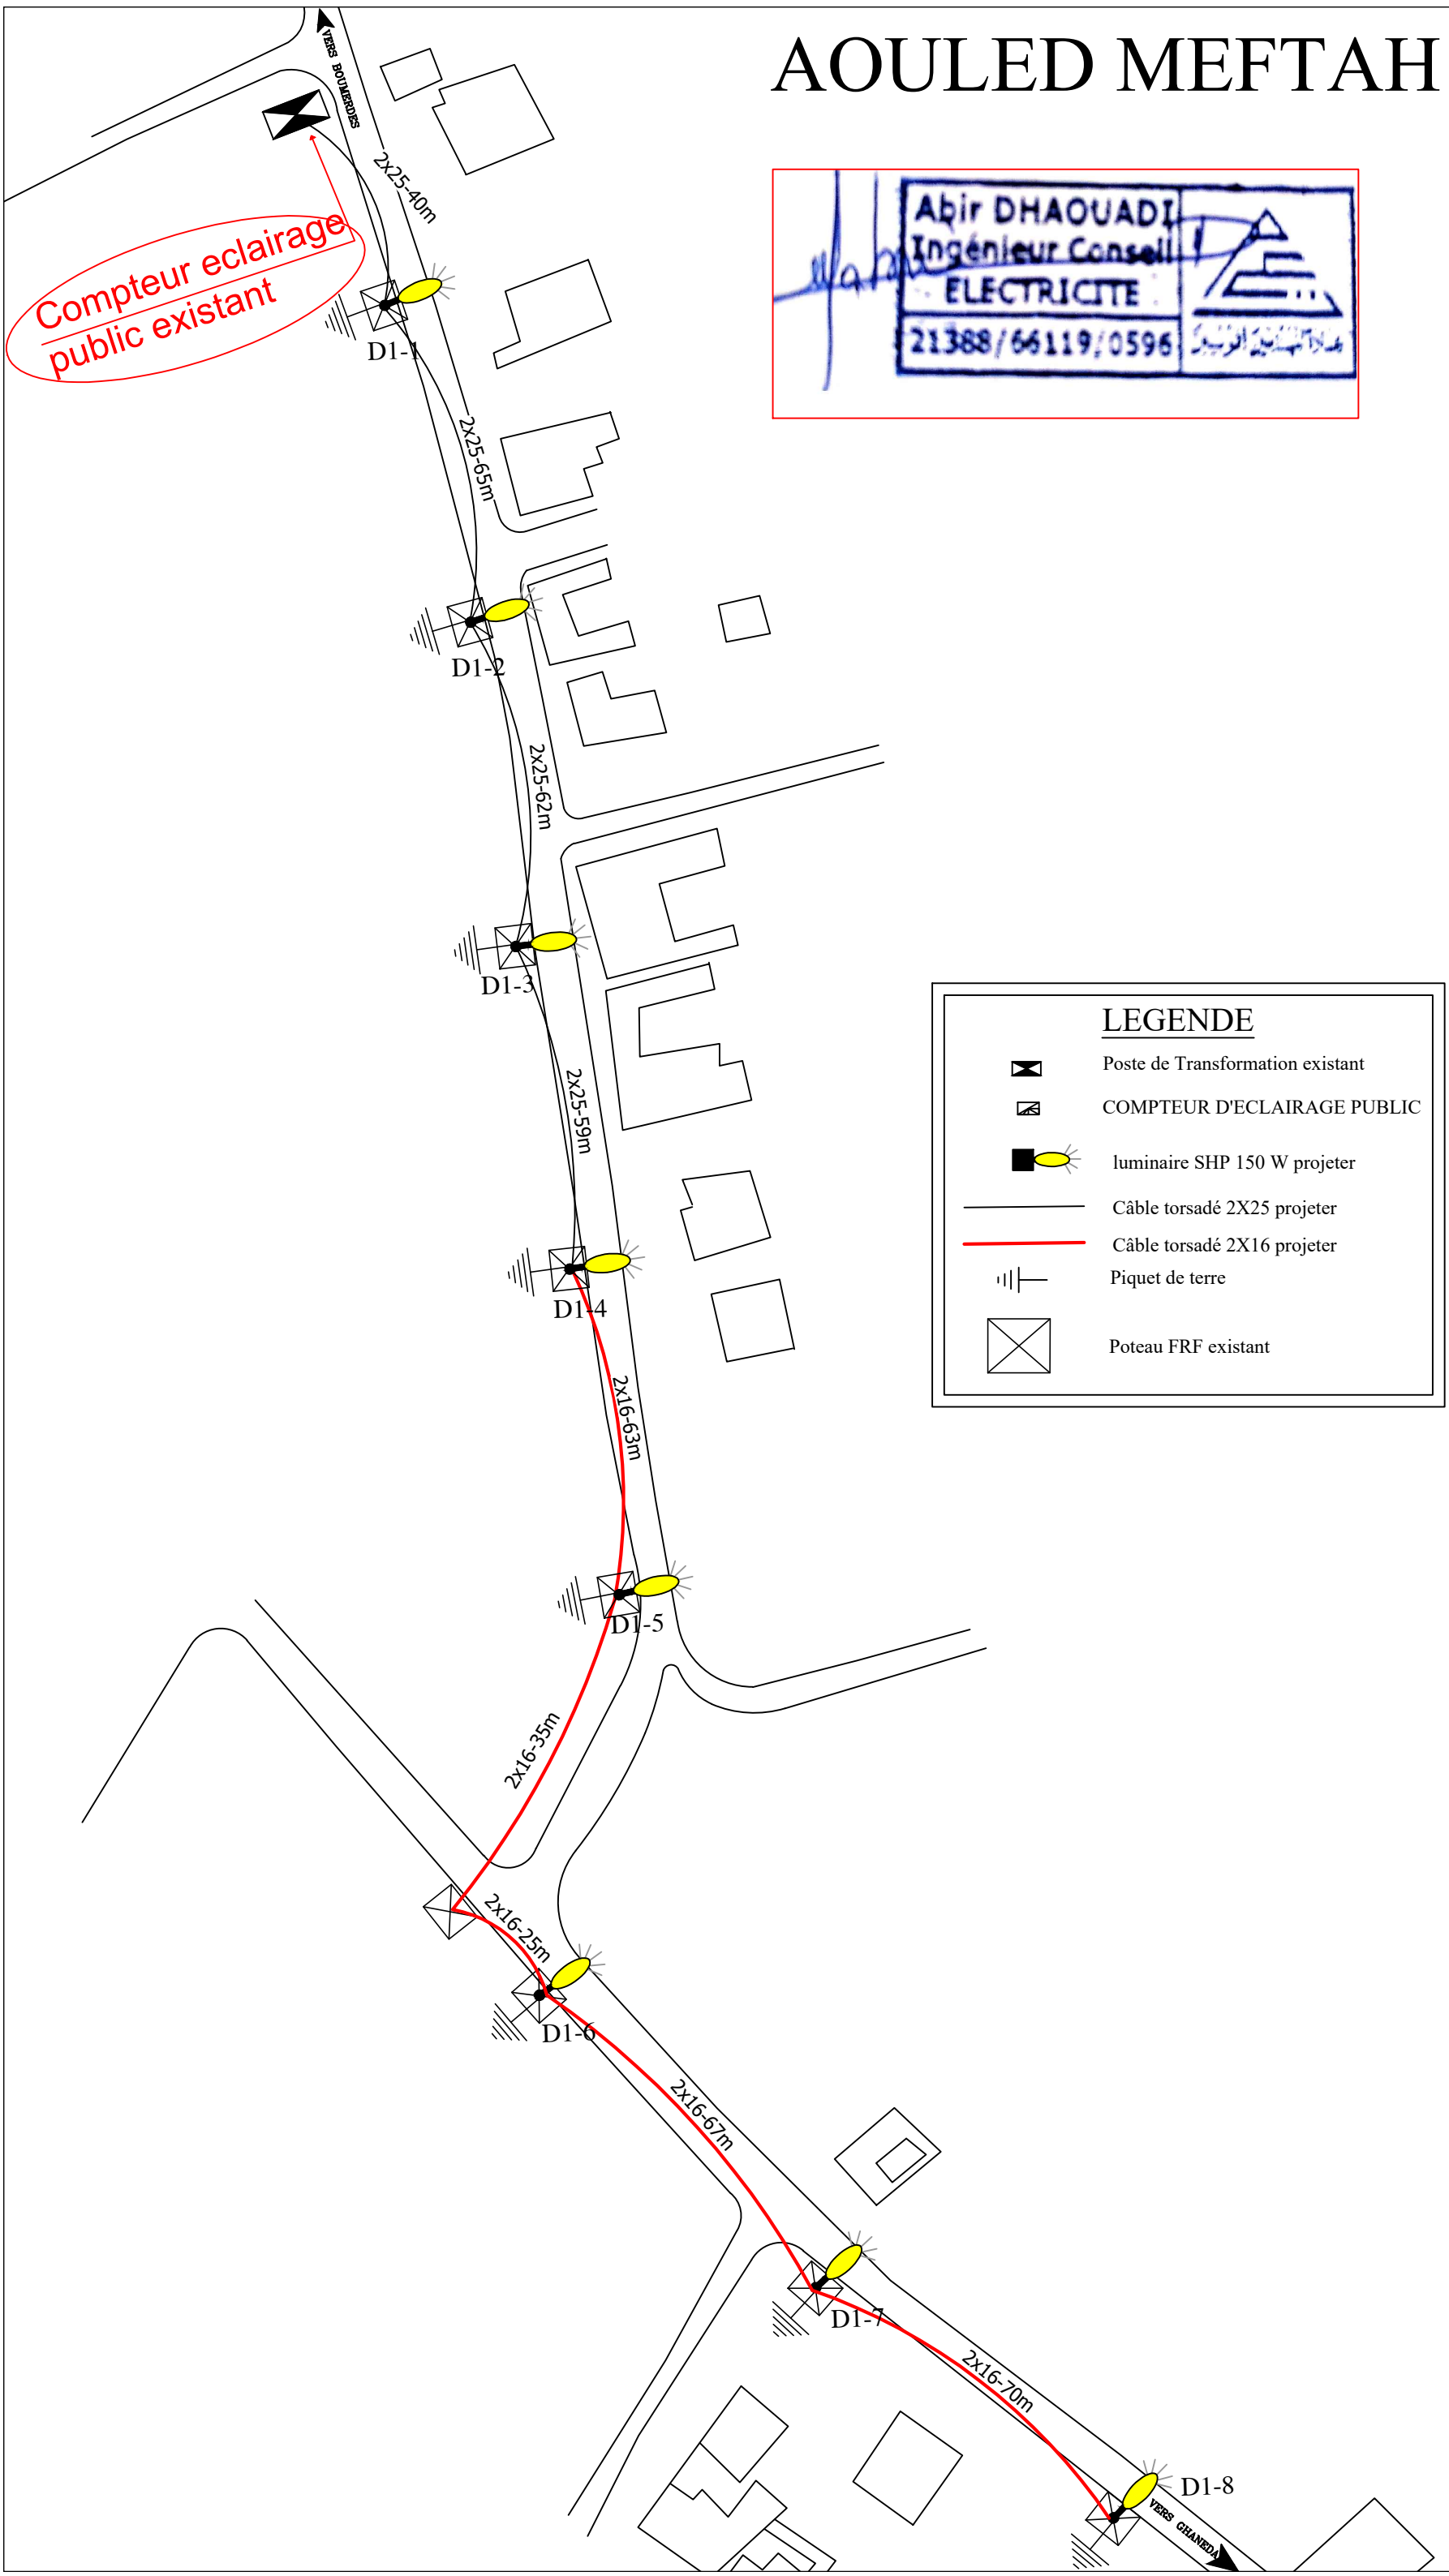 AOULED MEFTAH
VERS BOUMERDES
2x25-40m
Compteur eclairage
public existant
Abir DHAOUADI
Ingénieur Conseil
ELECTRICITE
21388/66119/0596
D1-1
2x25-65m
D1-2
2x25-62m
D1-3
2x25-59m
D1-4
LEGENDE
Poste de Transformation existant
COMPTEUR D'ECLAIRAGE PUBLIC
luminaire SHP 150 W projeter
Câble torsadé 2X25 projeter
Câble torsadé 2X16 projeter
Piquet de terre
Poteau FRF existant
2x16-63m
D1-5
2x16-35m
2x16-25m
D1-6
2x16-67m
D1-7
2x16-70m
D1-8
VERS GHANEDA